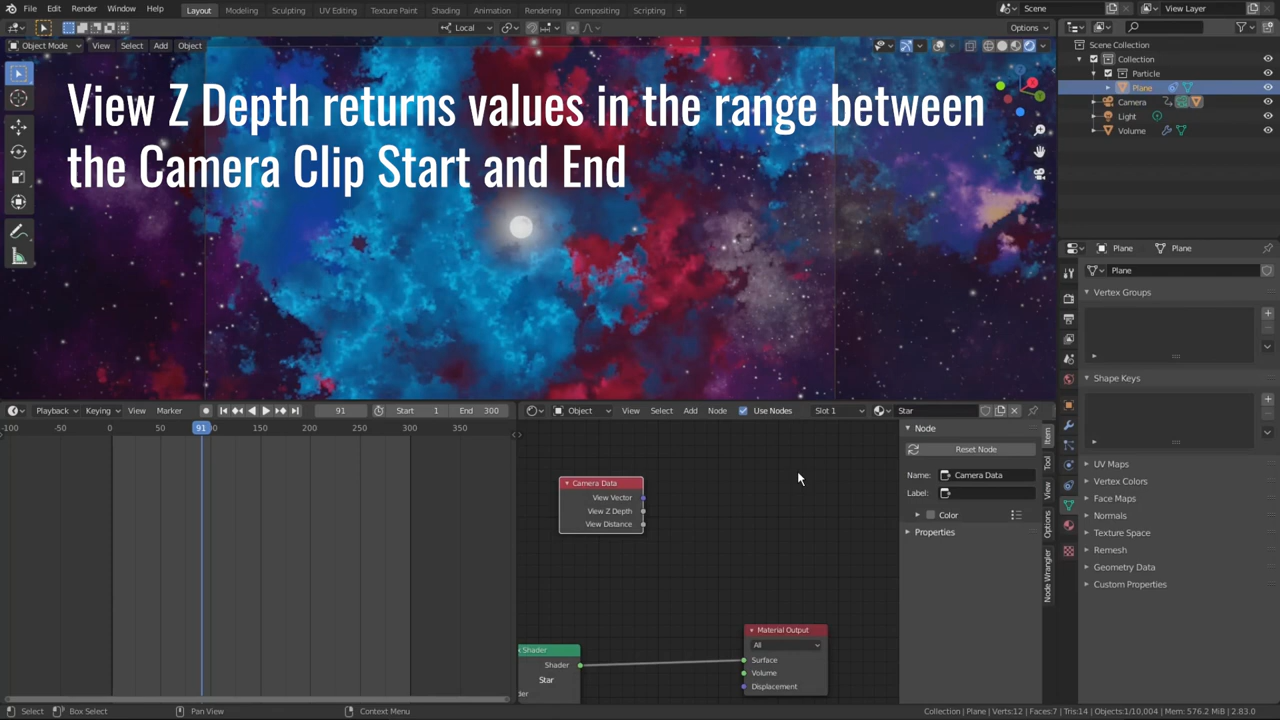 File Edit Render Window Help Layout Modeling Sculpting UV Editing Texture Paint Shading Animation Rendering Compositing Scripting + Scene View Layer
Local Options
Object Mode View Select Add Object
View Z Depth returns values in the range between
the Camera Clip Start and End
Scene Collection
Collection
Particle
Plane
Camera
Light
Volume
Plane Plane
Plane
Vertex Groups
Shape Keys
UV Maps
Vertex Colors
Face Maps
Normals
Texture Space
Remesh
Geometry Data
Custom Properties
Playback Keying View Marker 91 Start 1 End 300
-100 -50 0 50 91 150 200 250 300 350
Object View Select Add Node Use Nodes Slot 1 Star
Camera Data
View Vector
View Z Depth
View Distance
Shader
Shader
Star
der
Material Output
All
Surface
Volume
Displacement
Node
Reset Node
Name: Camera Data
Label:
Color
Properties
Item
Tool
View
Options
Node Wrangler
Select Box Select Pan View Context Menu Collection | Plane | Verts:12 | Faces:7 | Tris:14 | Objects:1/10,004 | Mem: 576.2 MiB | 2.83.0